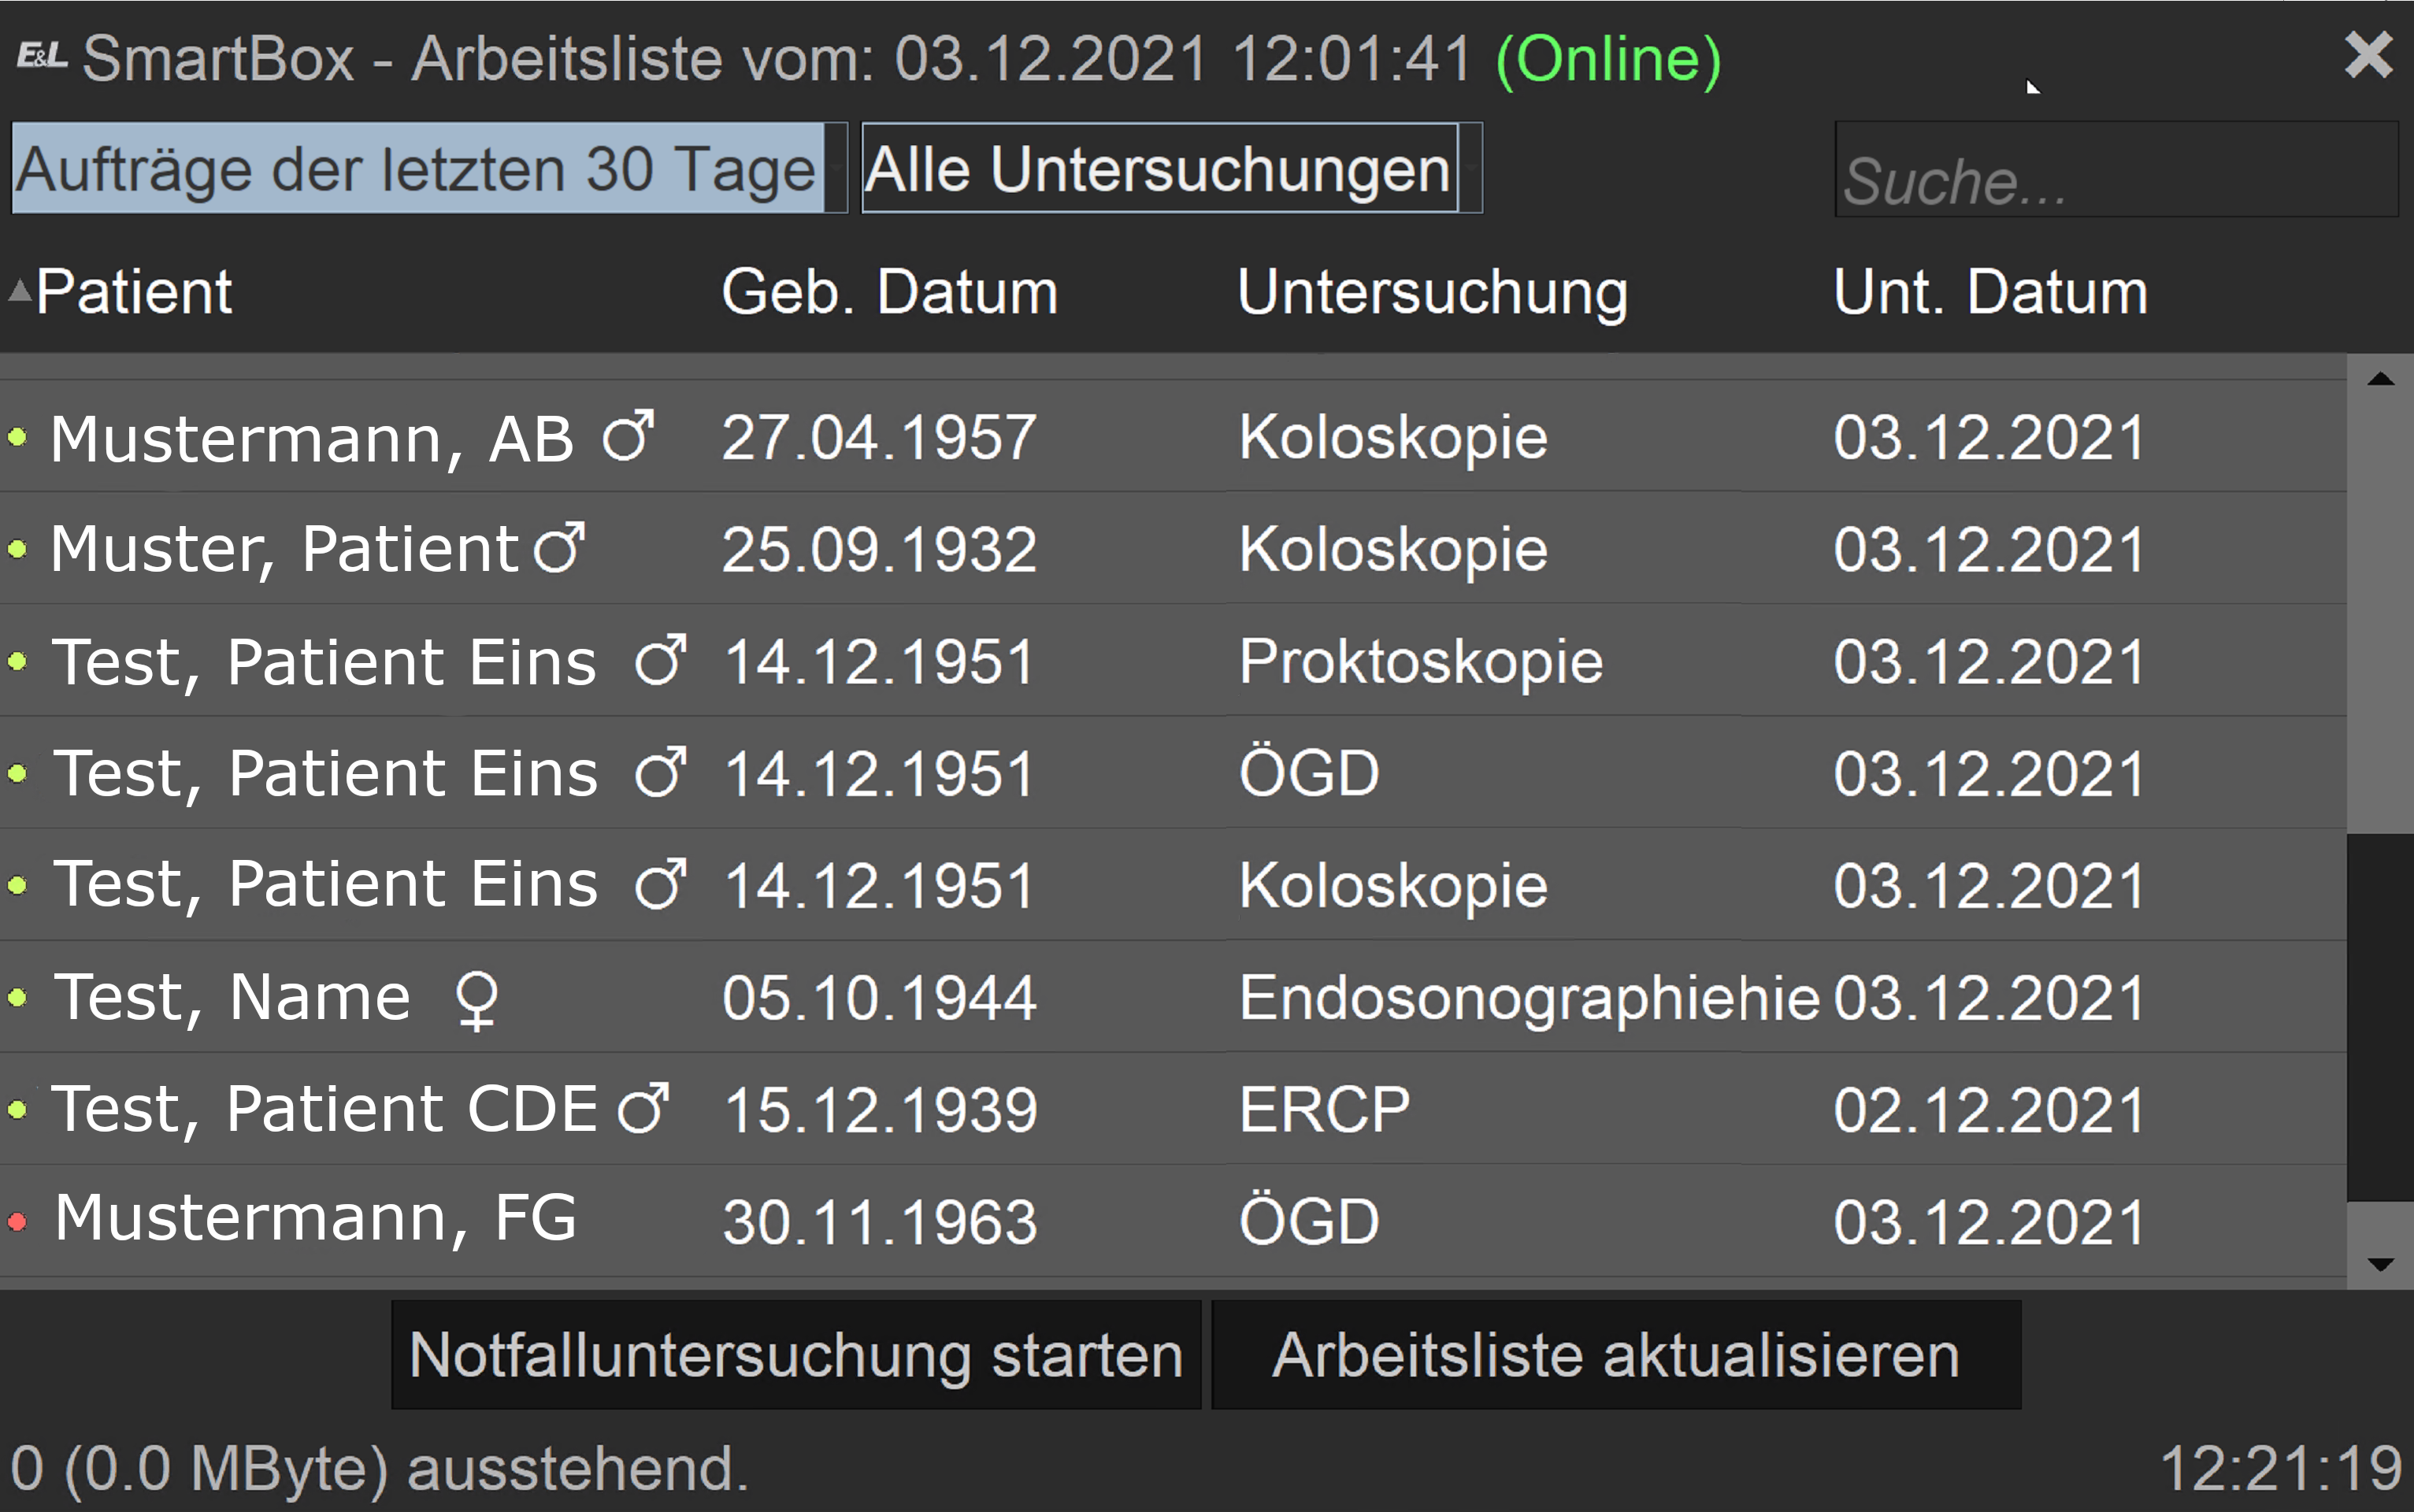 E&L SmartBox - Arbeitsliste vom: 03.12.2021 12:01:41 (Online)
Aufträge der letzten 30 Tage Alle Untersuchungen Suche...
Patient Geb. Datum Untersuchung Unt. Datum
Mustermann, AB ♂ 27.04.1957 Koloskopie 03.12.2021
Muster, Patient ♂ 25.09.1932 Koloskopie 03.12.2021
Test, Patient Eins ♂ 14.12.1951 Proktoskopie 03.12.2021
Test, Patient Eins ♂ 14.12.1951 ÖGD 03.12.2021
Test, Patient Eins ♂ 14.12.1951 Koloskopie 03.12.2021
Test, Name ♀ 05.10.1944 Endosonographiehie 03.12.2021
Test, Patient CDE ♂ 15.12.1939 ERCP 02.12.2021
Mustermann, FG 30.11.1963 ÖGD 03.12.2021
Notfalluntersuchung starten Arbeitsliste aktualisieren
0 (0.0 MByte) ausstehend. 12:21:19